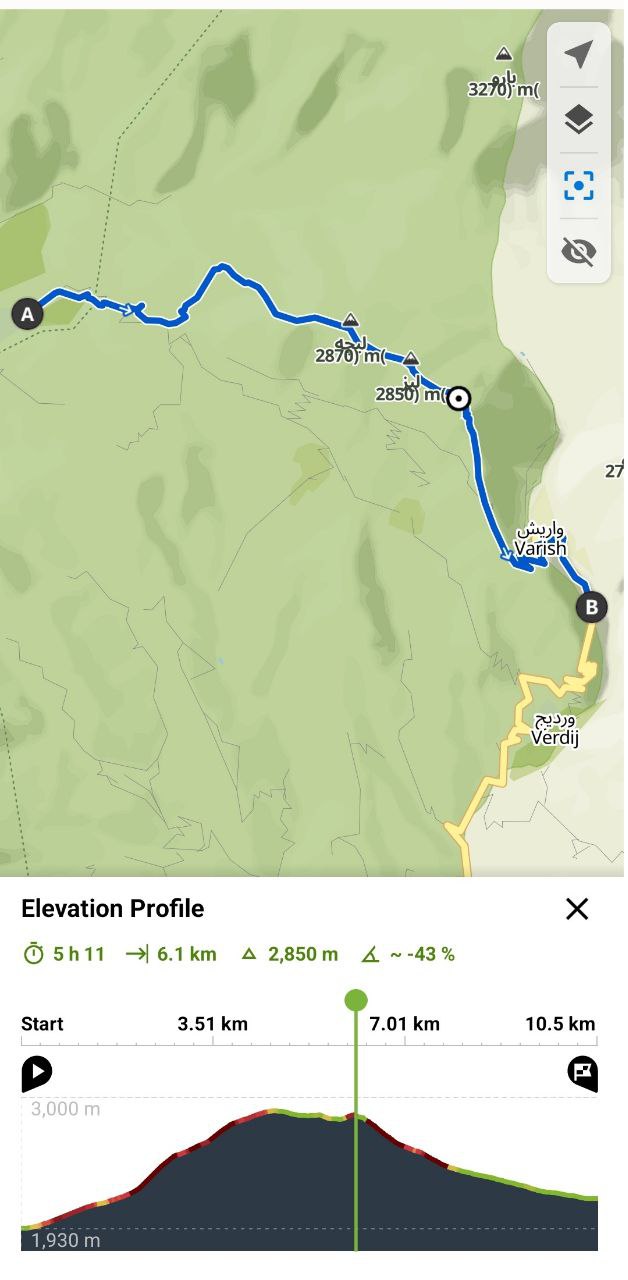 بارو
3270) m(
A
لیچه
2870) m(
لیز
2850) m(
27
واریش
Varish
B
وردیج
Verdij
Elevation Profile
5 h 11 6.1 km 2,850 m ~ -43 %
Start 3.51 km 7.01 km 10.5 km
3,000 m
1,930 m